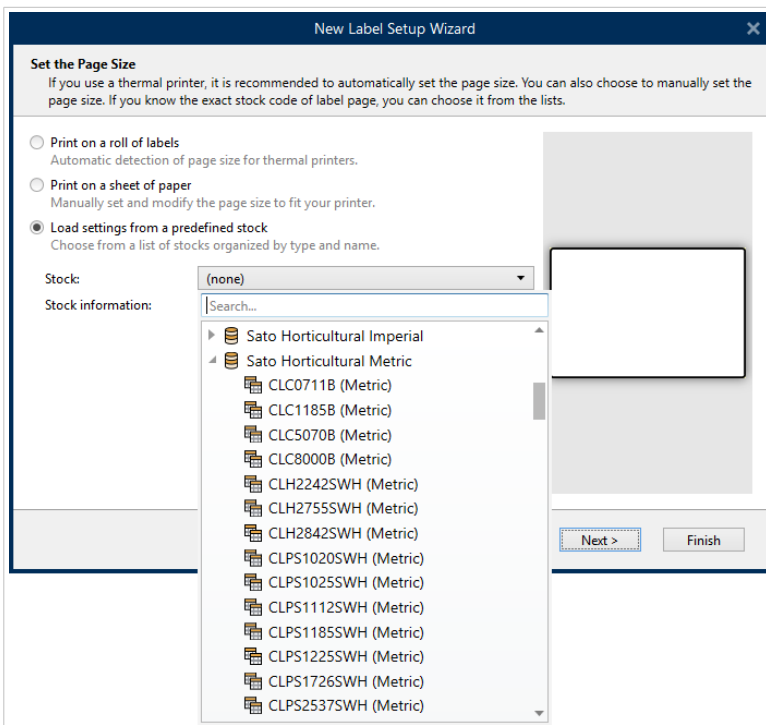 New Label Setup Wizard
Set the Page Size
If you use a thermal printer, it is recommended to automatically set the page size. You can also choose to manually set the
page size. If you know the exact stock code of label page, you can choose it from the lists.
Print on a roll of labels
Automatic detection of page size for thermal printers.
Print on a sheet of paper
Manually set and modify the page size to fit your printer.
Load settings from a predefined stock
Choose from a list of stocks organized by type and name.
Stock: (none)
Stock information:
Search...
Sato Horticultural Imperial
Sato Horticultural Metric
CLC0711B (Metric)
CLC1185B (Metric)
CLC5070B (Metric)
CLC8000B (Metric)
CLH2242SWH (Metric)
CLH2755SWH (Metric)
CLH2842SWH (Metric)
CLPS1020SWH (Metric)
CLPS1025SWH (Metric)
CLPS1112SWH (Metric)
CLPS1185SWH (Metric)
CLPS1225SWH (Metric)
CLPS1726SWH (Metric)
CLPS2537SWH (Metric)
Next >
Finish